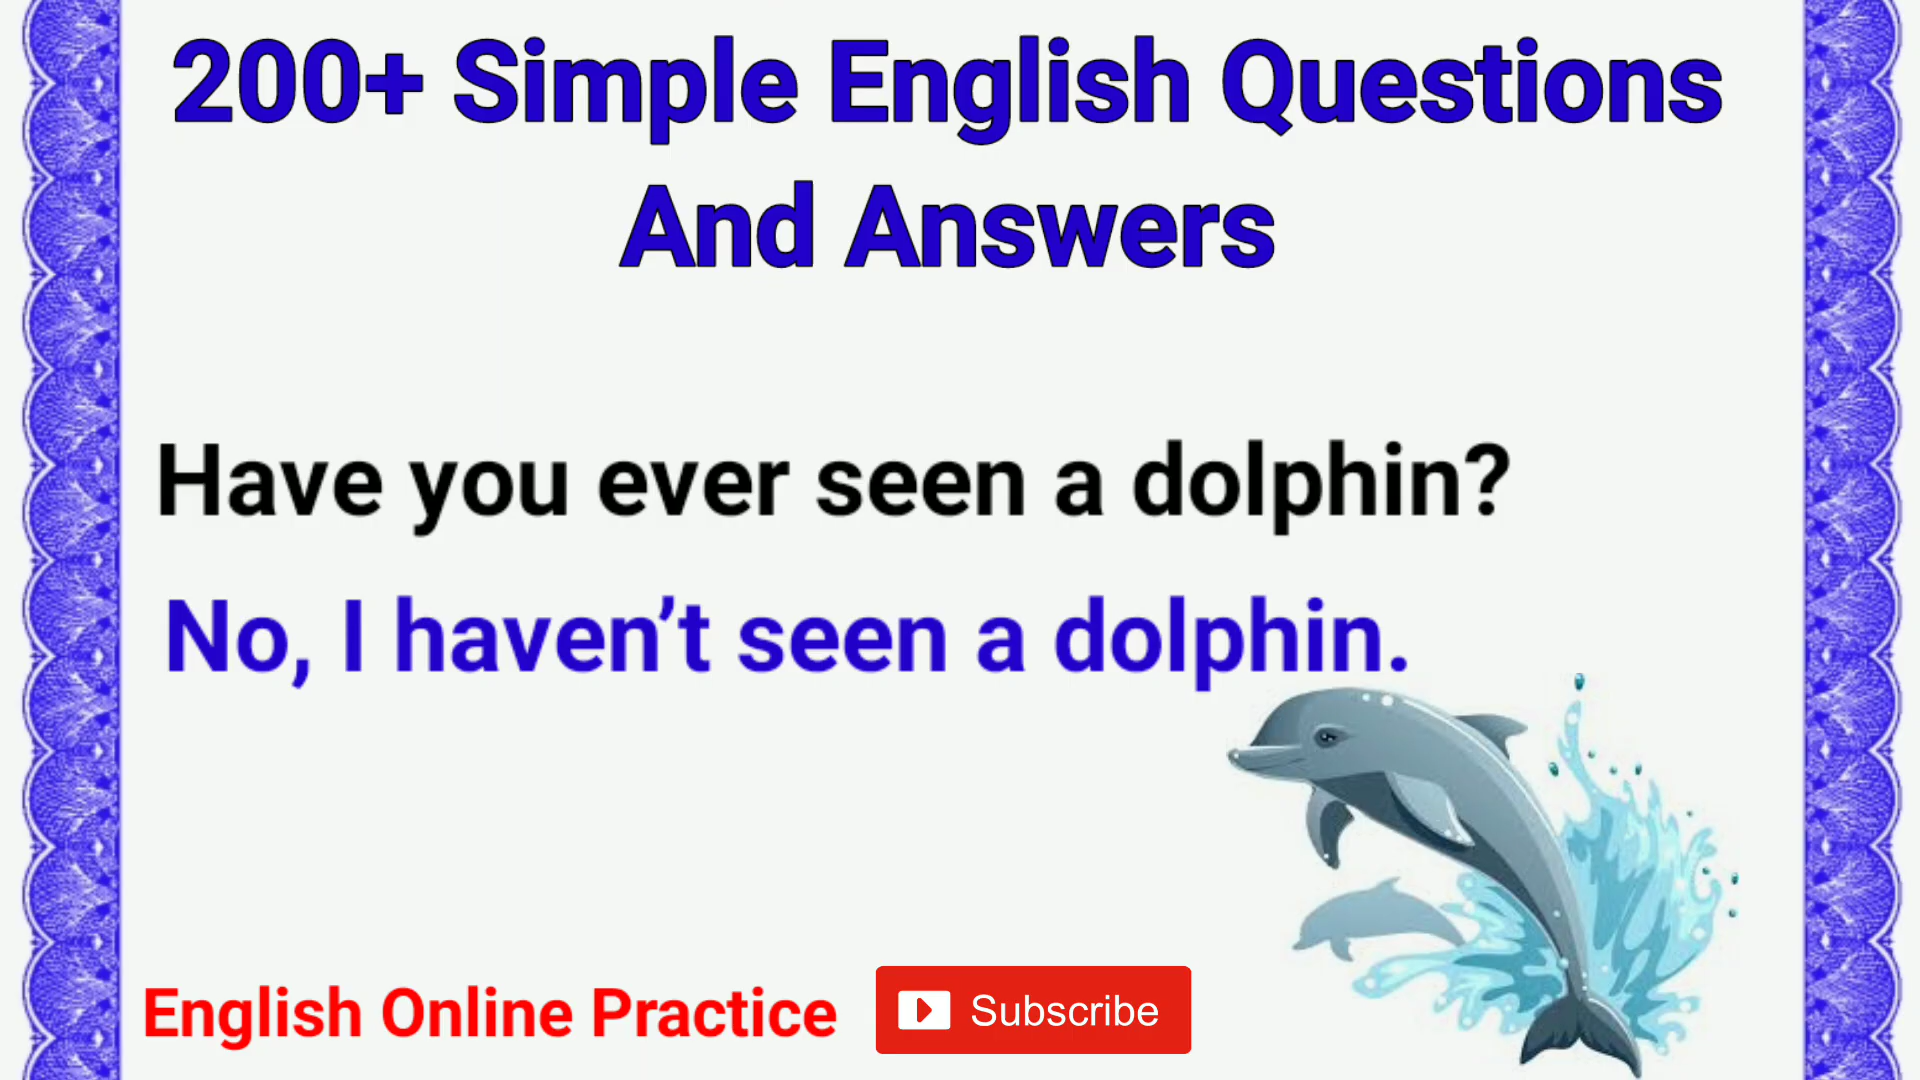 200+ Simple English Questions
And Answers
Have you ever seen a dolphin?
No, I haven’t seen a dolphin.
English Online Practice
Subscribe